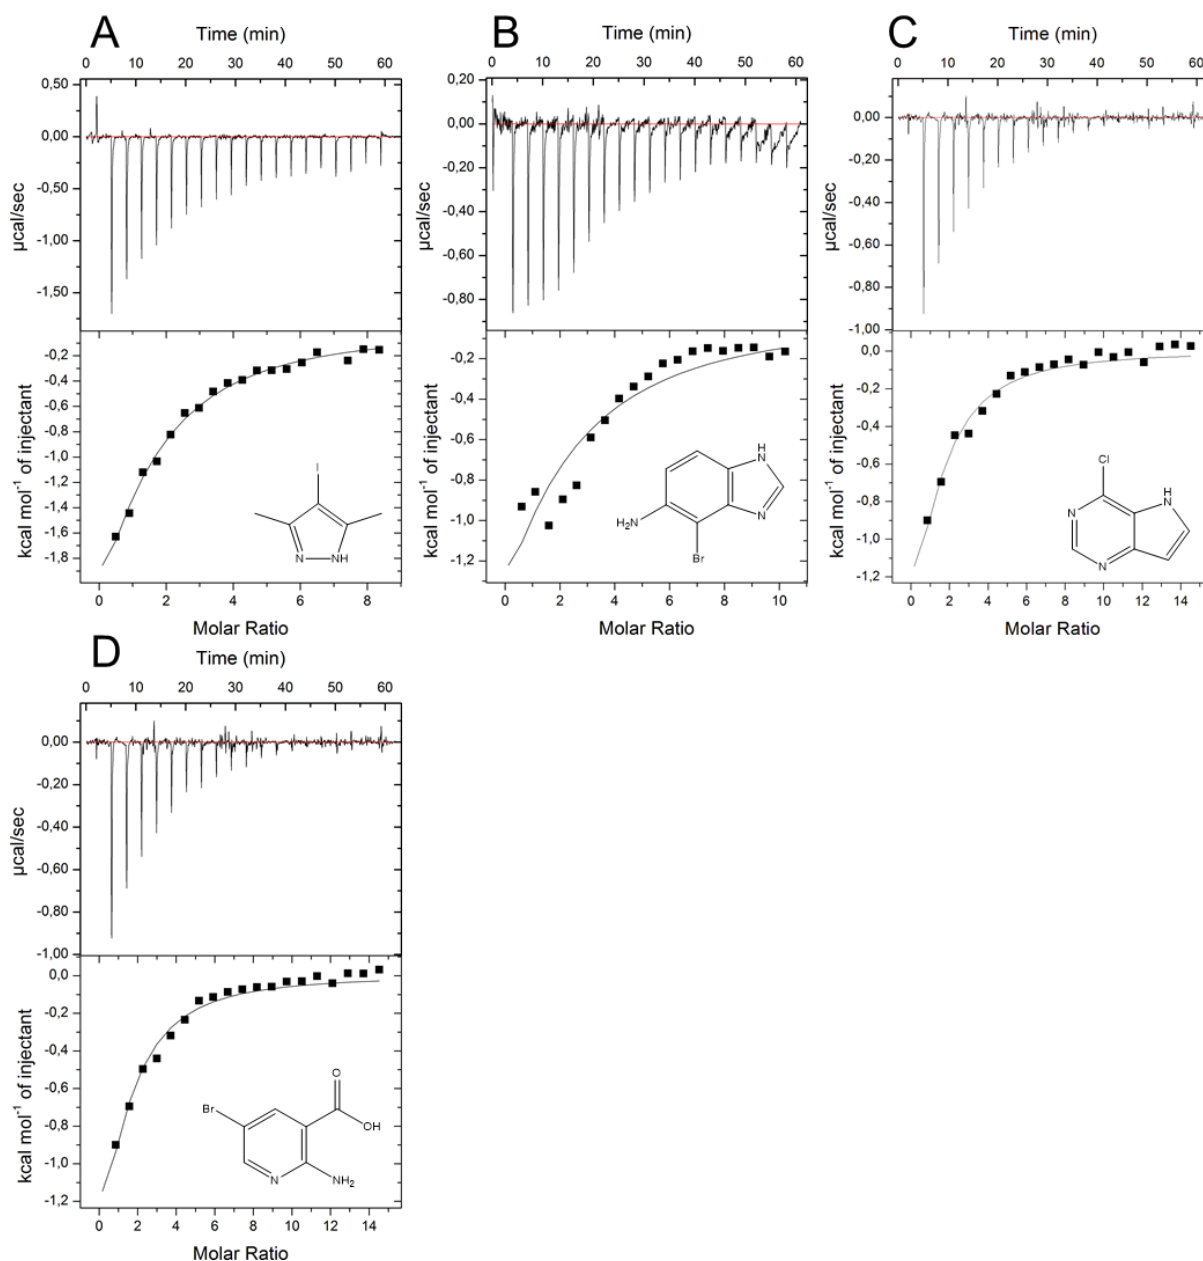 A
Time (min)
0 10 20 30 40 50 60
0,50
0,00
-0,50
-1,00
-1,50
µcal/sec
-0,2
-0,4
-0,6
-0,8
-1,0
-1,2
-1,4
-1,6
-1,8
kcal mol⁻¹ of injectant
I
N
NH
0 2 4 6 8
Molar Ratio
B
Time (min)
0 10 20 30 40 50 60
0,20
0,00
-0,20
-0,40
-0,60
-0,80
µcal/sec
-0,2
-0,4
-0,6
-0,8
-1,0
-1,2
kcal mol⁻¹ of injectant
H
N
H₂N
N
Br
0 2 4 6 8 10
Molar Ratio
C
Time (min)
0 10 20 30 40 50 60
0,00
-0,20
-0,40
-0,60
-0,80
-1,00
µcal/sec
0,0
-0,2
-0,4
-0,6
-0,8
-1,0
-1,2
kcal mol⁻¹ of injectant
Cl
H
N
N
N
0 2 4 6 8 10 12 14
Molar Ratio
D
Time (min)
0 10 20 30 40 50 60
0,00
-0,20
-0,40
-0,60
-0,80
-1,00
µcal/sec
0,0
-0,2
-0,4
-0,6
-0,8
-1,0
-1,2
kcal mol⁻¹ of injectant
O
Br
OH
N
NH₂
0 2 4 6 8 10 12 14
Molar Ratio